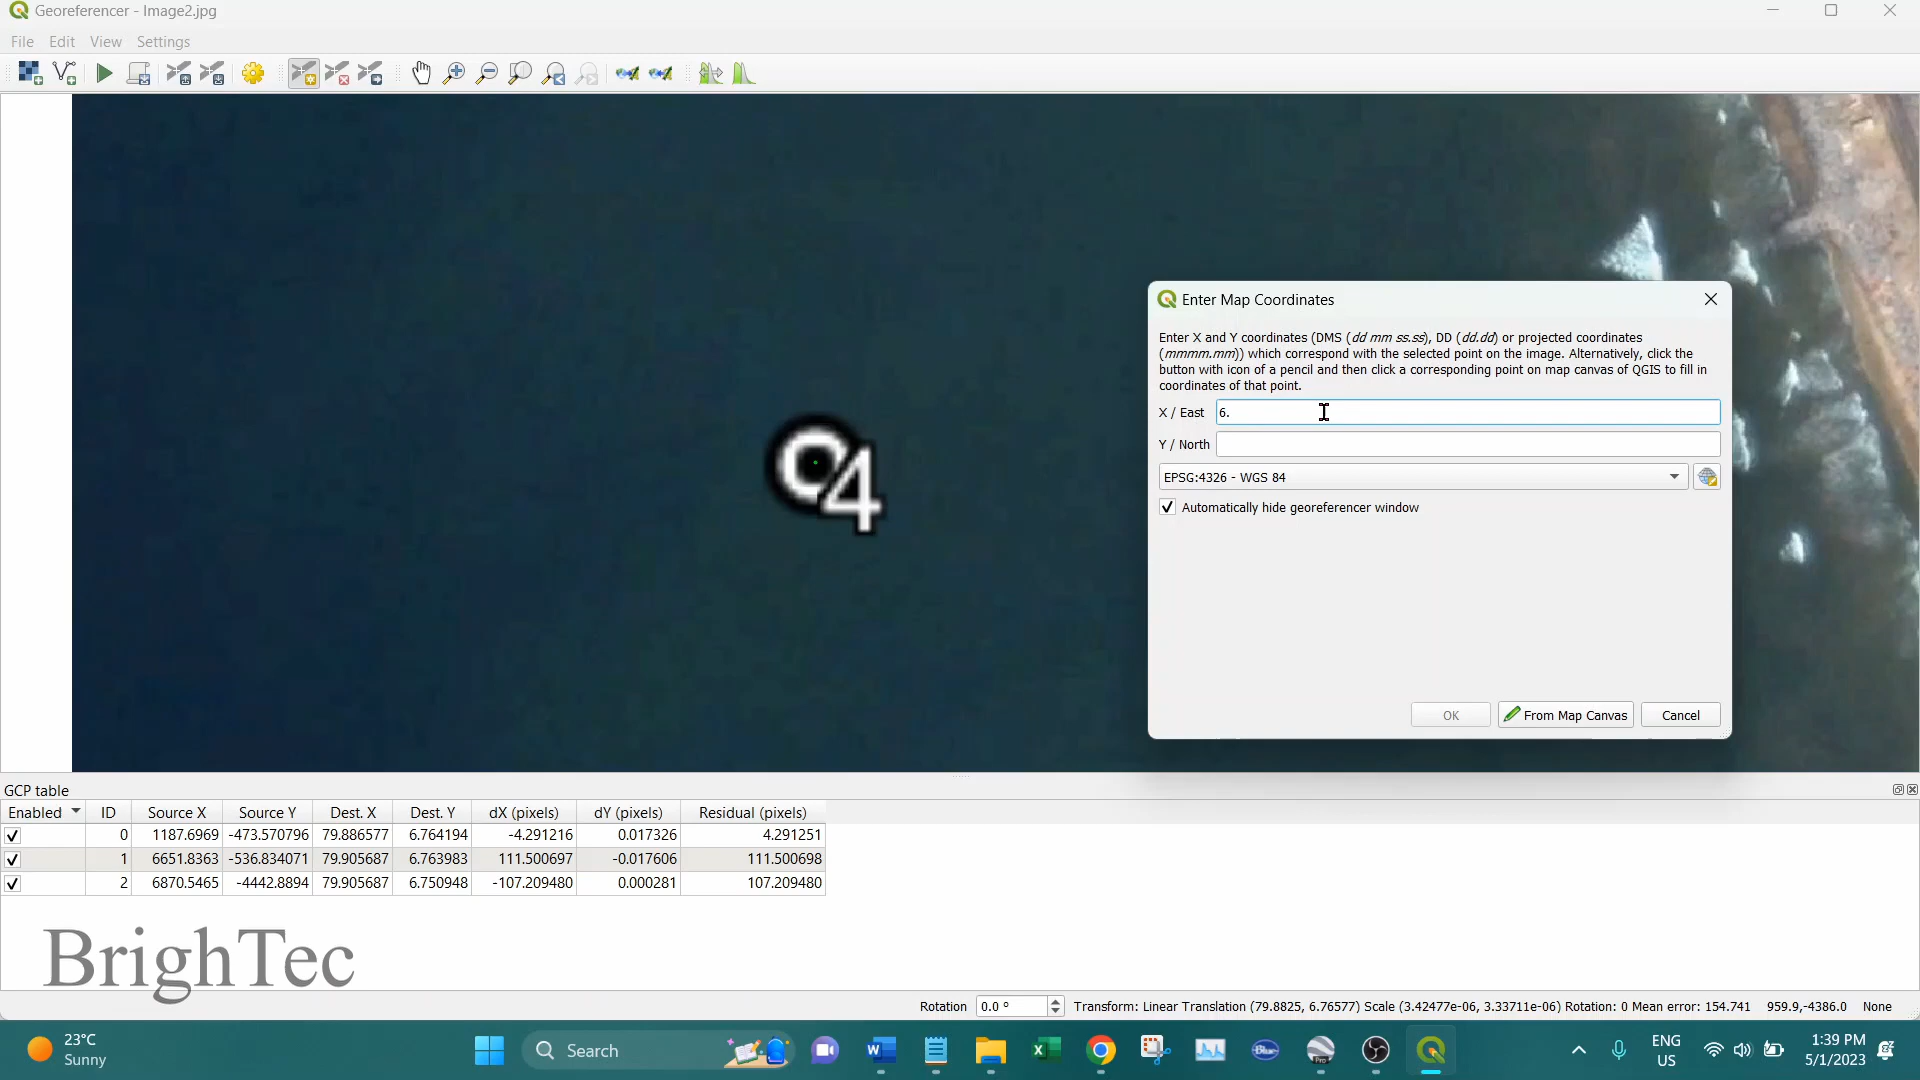 Georeferencer - Image2.jpg
File Edit View Settings
4
Enter Map Coordinates
Enter X and Y coordinates (DMS (dd mm ss.ss), DD (dd.dd) or projected coordinates
(mmmm.mm)) which correspond with the selected point on the image. Alternatively, click the
button with icon of a pencil and then click a corresponding point on map canvas of QGIS to fill in
coordinates of that point.
X / East 6.
Y / North
EPSG:4326 - WGS 84
Automatically hide georeferencer window
OK From Map Canvas Cancel
GCP table
Enabled ID Source X Source Y Dest. X Dest. Y dX (pixels) dY (pixels) Residual (pixels)
0 1187.6969 -473.570796 79.886577 6.764194 -4.291216 0.017326 4.291251
1 6651.8363 -536.834071 79.905687 6.763983 111.500697 -0.017606 111.500698
2 6870.5465 -4442.8894 79.905687 6.750948 -107.209480 0.000281 107.209480
BrighTec
Rotation 0.0 ° Transform: Linear Translation (79.8825, 6.76577) Scale (3.42477e-06, 3.33711e-06) Rotation: 0 Mean error: 154.741 959.9,-4386.0 None
23°C
Sunny
Search
Blue
Pro
ENG
US
1:39 PM
5/1/2023